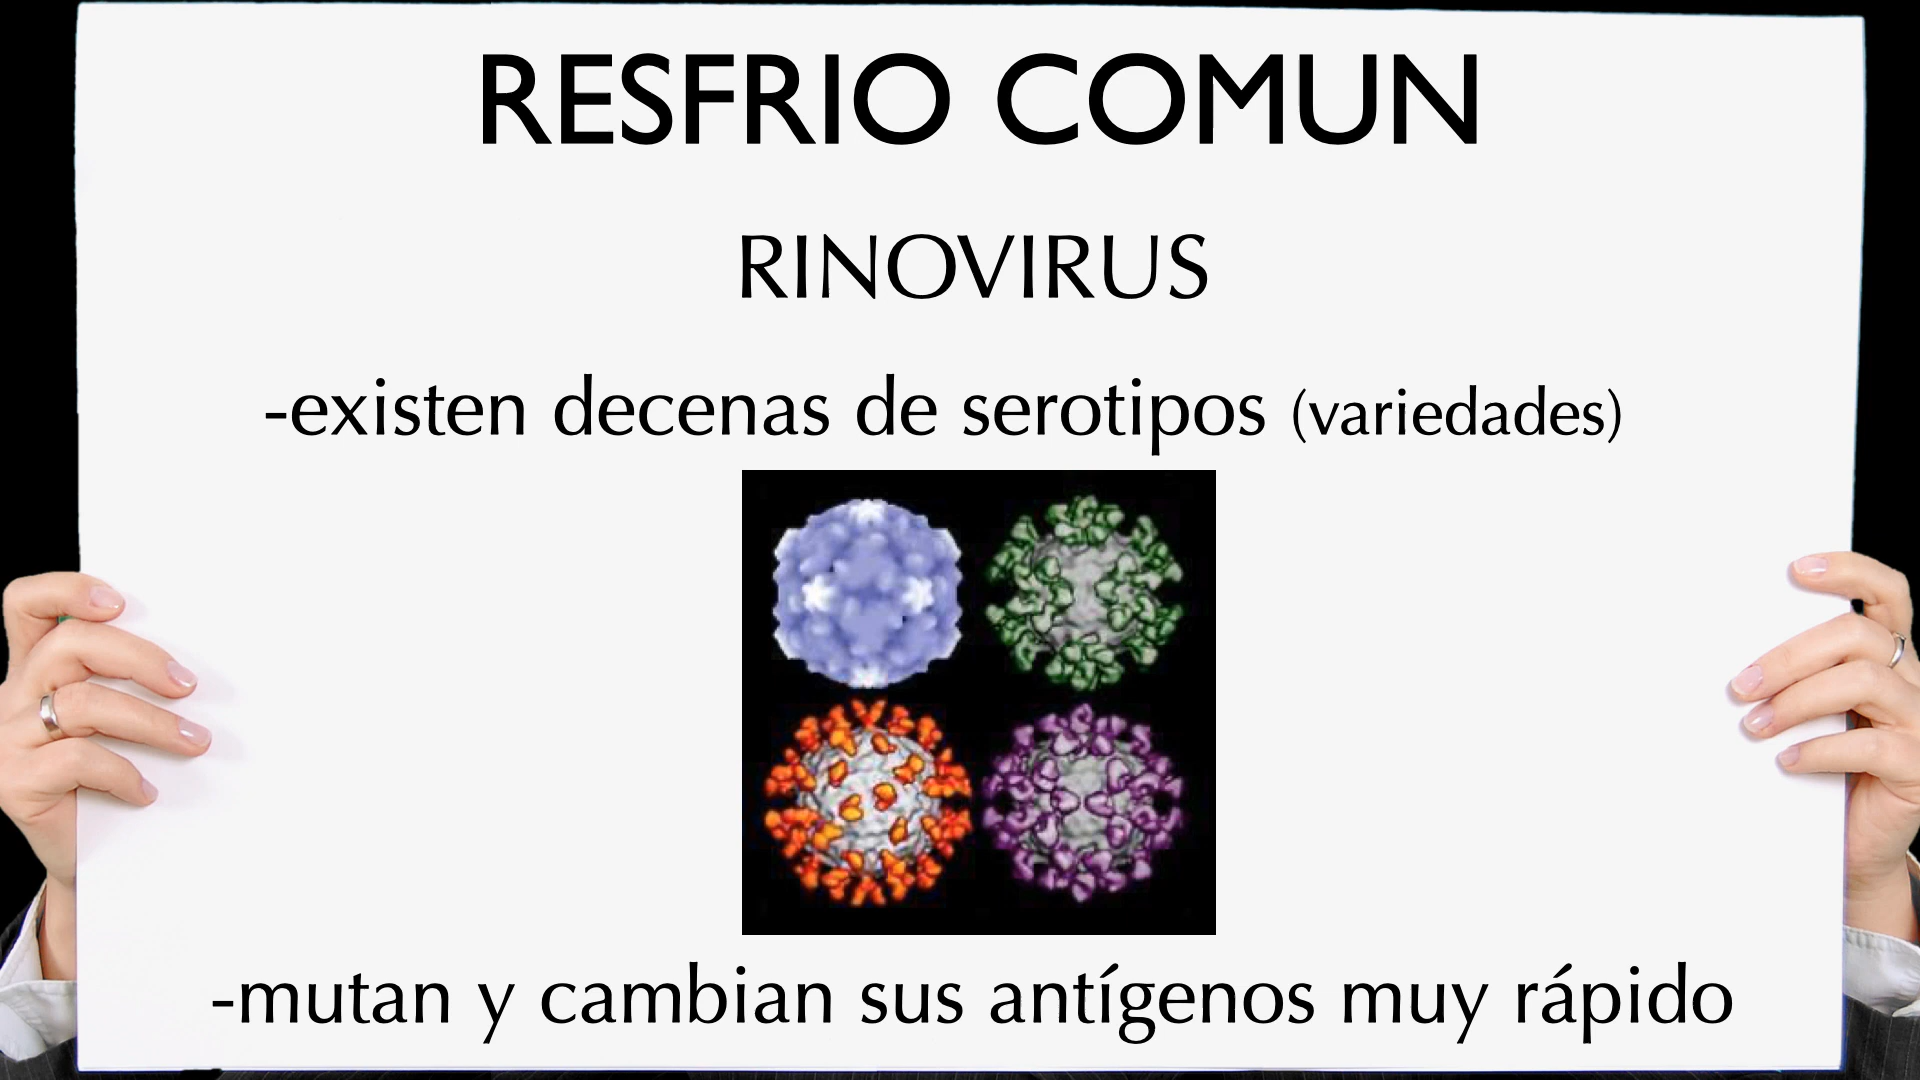 RESFRIO COMUN
RINOVIRUS
-existen decenas de serotipos (variedades)
-mutan y cambian sus antígenos muy rápido